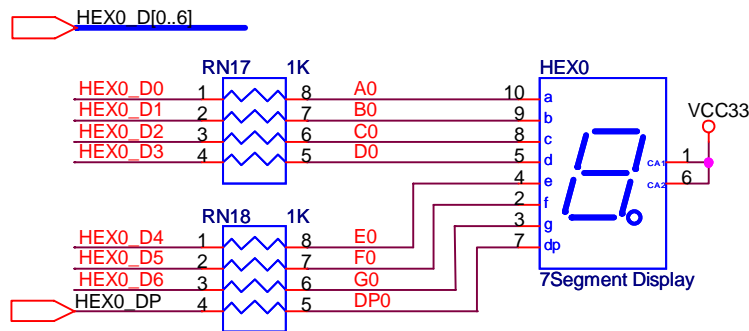 HEX0_D[0..6]
RN17 1K HEX0
HEX0_D0 1 8 A0 10 a
HEX0_D1 2 7 B0 9 b VCC33
HEX0_D2 3 6 C0 8 c
HEX0_D3 4 5 D0 5 d CA1 1
4 e CA2 6
RN18 1K 2 f
3 g
HEX0_D4 1 8 E0 7 dp
HEX0_D5 2 7 F0 7Segment Display
HEX0_D6 3 6 G0
HEX0_DP 4 5 DP0